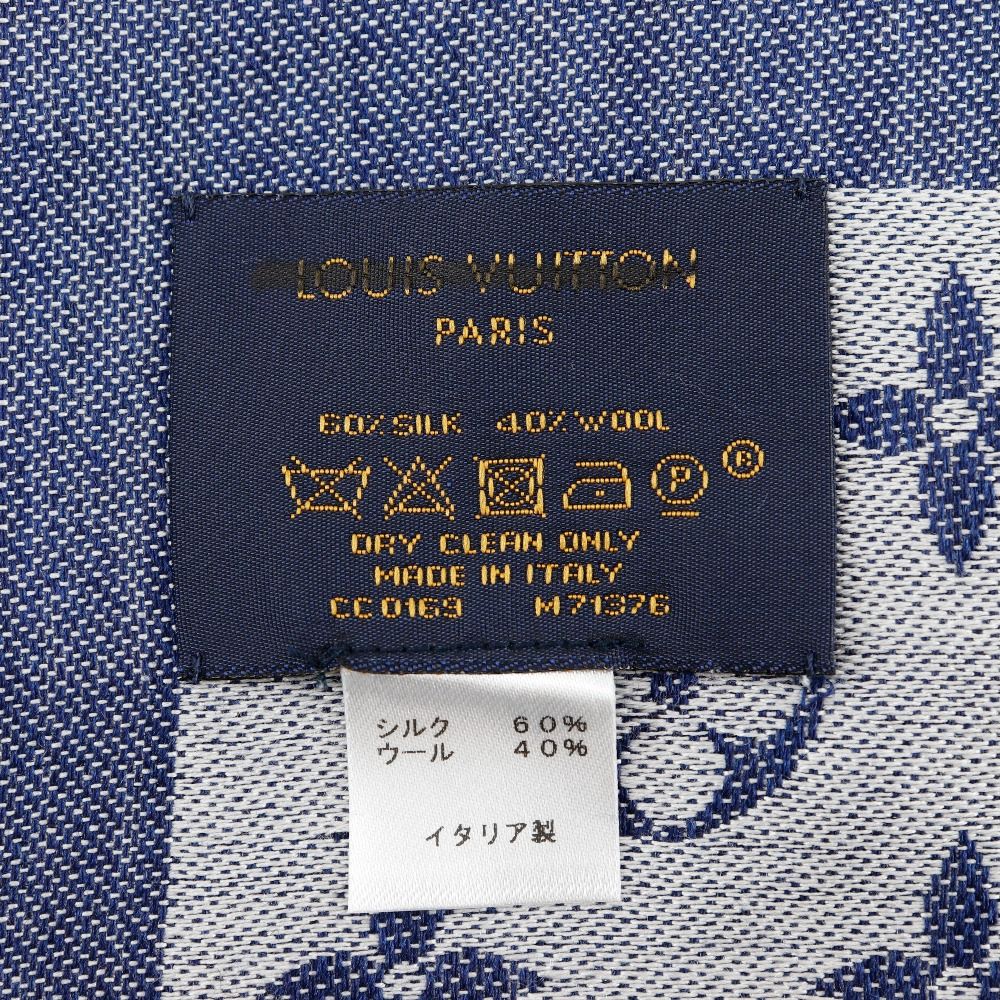 LOUIS VUITTON
PARIS
60% SILK 40% WOOL
P ®
DRY CLEAN ONLY
MADE IN ITALY
CC0169 M71376
シルク 60%
ウール 40%
イタリア製